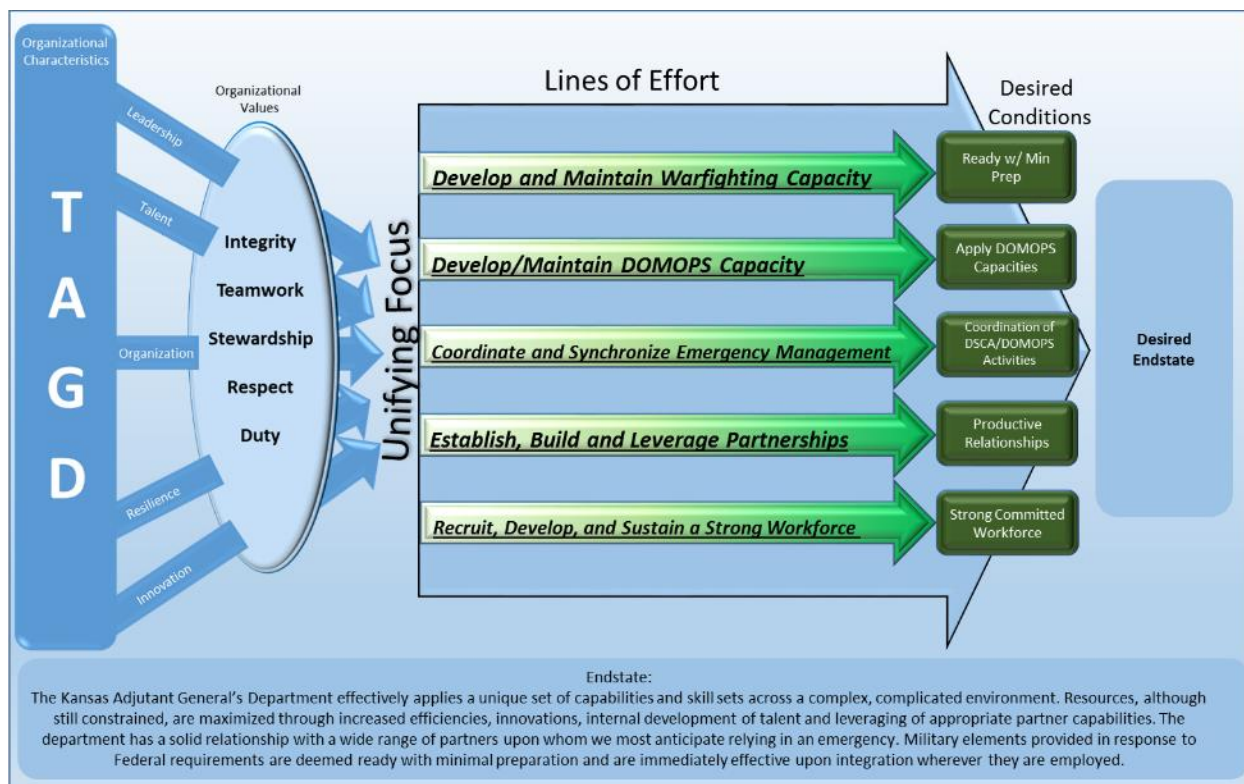 Organizational
Characteristics
T
A
G
D
Leadership
Talent
Organization
Resilience
Innovation
Organizational
Values
Integrity
Teamwork
Stewardship
Respect
Duty
Unifying Focus
Lines of Effort
Develop and Maintain Warfighting Capacity
Develop/Maintain DOMOPS Capacity
Coordinate and Synchronize Emergency Management
Establish, Build and Leverage Partnerships
Recruit, Develop, and Sustain a Strong Workforce
Desired
Conditions
Ready w/ Min
Prep
Apply DOMOPS
Capacities
Coordination of
DSCA/DOMOPS
Activities
Productive
Relationships
Strong Committed
Workforce
Desired
Endstate
Endstate:
The Kansas Adjutant General's Department effectively applies a unique set of capabilities and skill sets across a complex, complicated environment. Resources, although
still constrained, are maximized through increased efficiencies, innovations, internal development of talent and leveraging of appropriate partner capabilities. The
department has a solid relationship with a wide range of partners upon whom we most anticipate relying in an emergency. Military elements provided in response to
Federal requirements are deemed ready with minimal preparation and are immediately effective upon integration wherever they are employed.